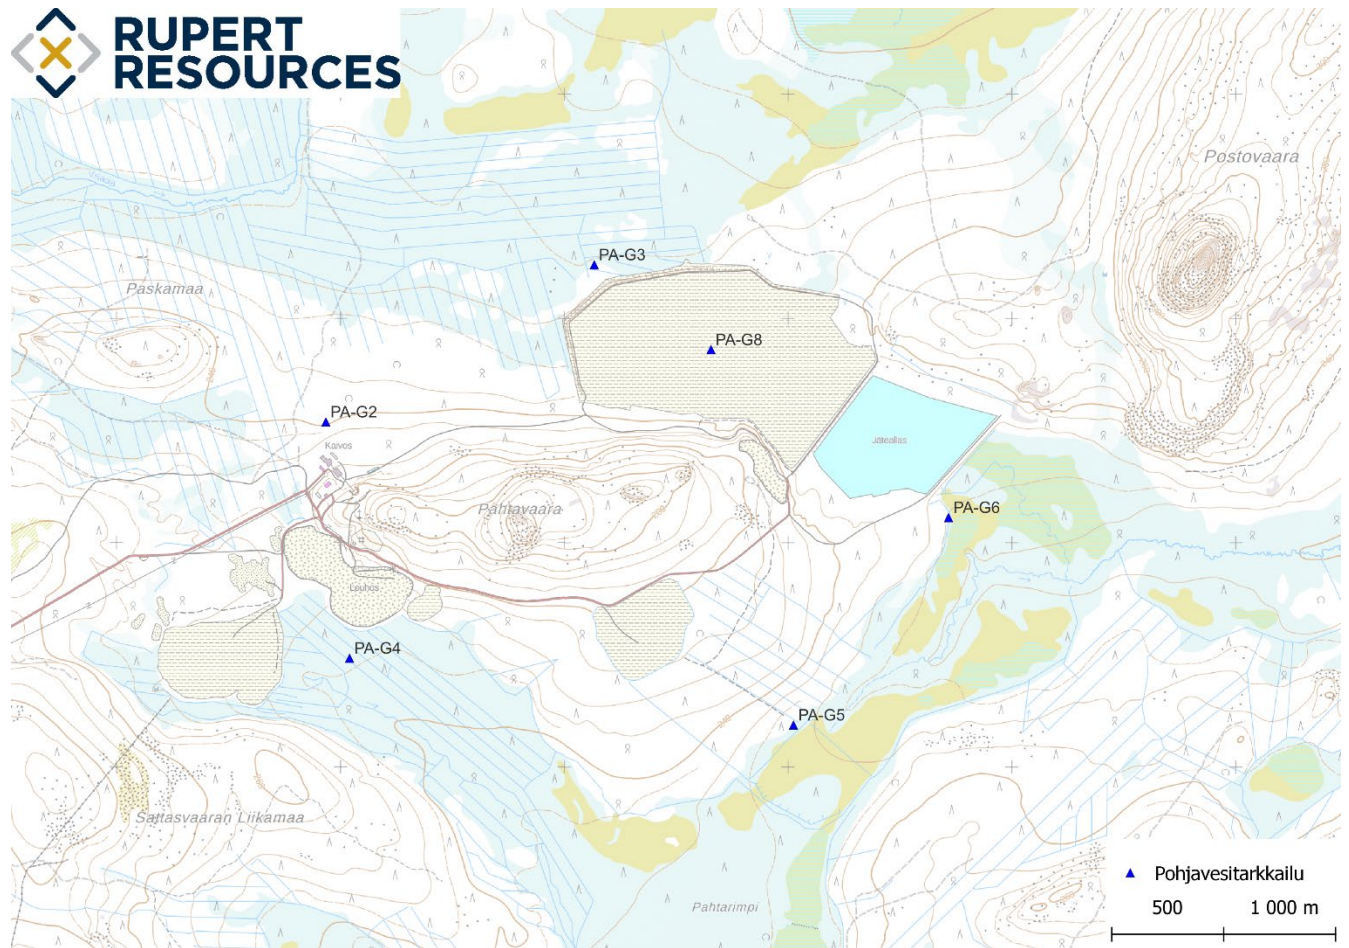 RUPERT
RESOURCES
Postovaara
PA-G3
Paskamaa
PA-G8
PA-G2
Kaivos
Jäteallas
Pahtavaara
PA-G6
Louhos
PA-G4
PA-G5
240
Sattasvaaran Liikamaa
Pahtarimpi
Pohjavesitarkkailu
500 1 000 m